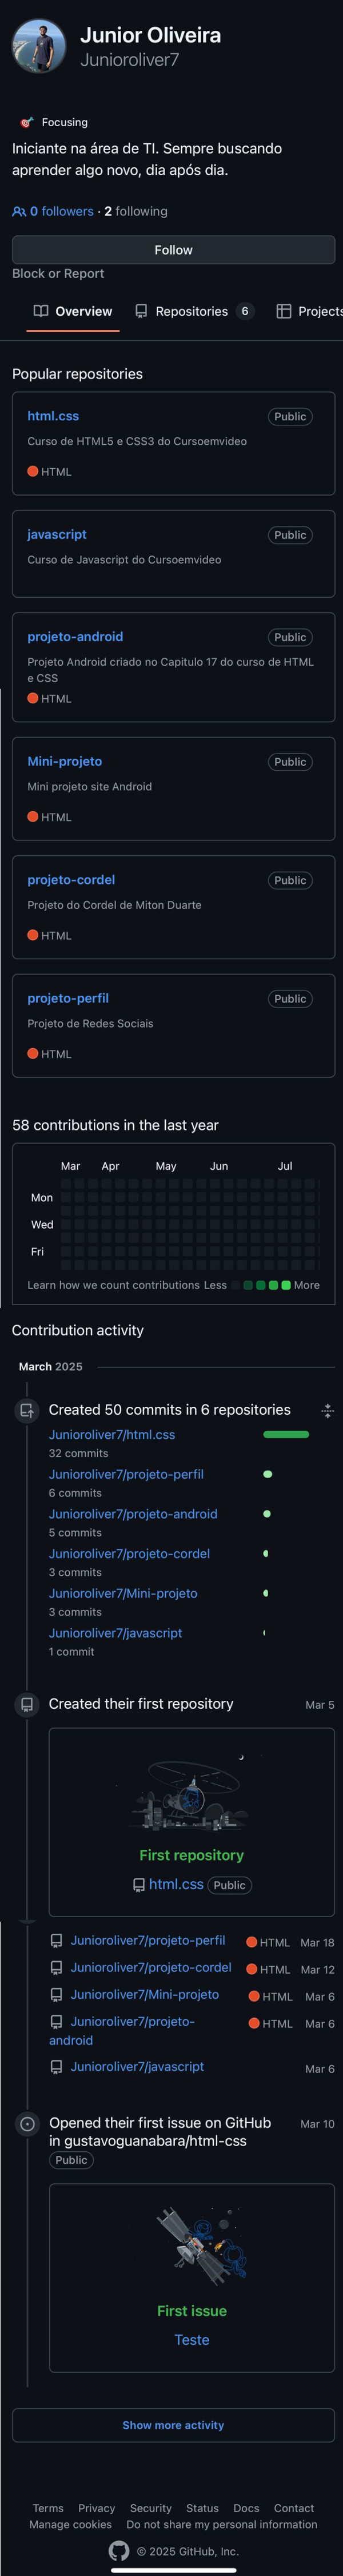 Junior Oliveira
Junioroliver7
🎯 Focusing
Iniciante na área de TI. Sempre buscando
aprender algo novo, dia após dia.
0 followers · 2 following
Follow
Block or Report
Overview Repositories 6 Projects
Popular repositories
html.css Public
Curso de HTML5 e CSS3 do Cursoemvideo
HTML
javascript Public
Curso de Javascript do Cursoemvideo
projeto-android Public
Projeto Android criado no Capitulo 17 do curso de HTML
e CSS
HTML
Mini-projeto Public
Mini projeto site Android
HTML
projeto-cordel Public
Projeto do Cordel de Miton Duarte
HTML
projeto-perfil Public
Projeto de Redes Sociais
HTML
58 contributions in the last year
Mar Apr May Jun Jul
Mon
Wed
Fri
Learn how we count contributions Less More
Contribution activity
March 2025
Created 50 commits in 6 repositories
Junioroliver7/html.css
32 commits
Junioroliver7/projeto-perfil
6 commits
Junioroliver7/projeto-android
5 commits
Junioroliver7/projeto-cordel
3 commits
Junioroliver7/Mini-projeto
3 commits
Junioroliver7/javascript
1 commit
Created their first repository Mar 5
First repository
html.css Public
Junioroliver7/projeto-perfil HTML Mar 18
Junioroliver7/projeto-cordel HTML Mar 12
Junioroliver7/Mini-projeto HTML Mar 6
Junioroliver7/projeto- HTML Mar 6
android
Junioroliver7/javascript Mar 6
Opened their first issue on GitHub Mar 10
in gustavoguanabara/html-css
Public
First issue
Teste
Show more activity
Terms Privacy Security Status Docs Contact
Manage cookies Do not share my personal information
© 2025 GitHub, Inc.